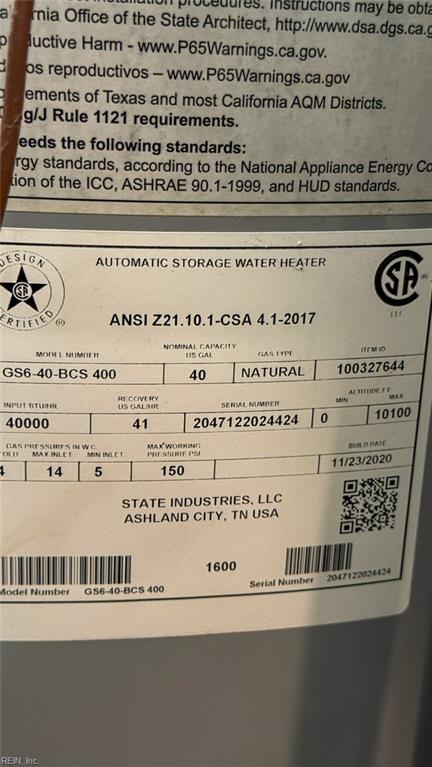 procedures. Instructions may be
rnia Office of the State Architect, http://www.dsa.dgs.ca.g
uctive Harm - www.P65Warnings.ca.gov.
os reproductivos – www.P65Warnings.ca.gov
ements of Texas and most California AQM Districts.
g/J Rule 1121 requirements.
eeds the following standards:
rgy standards, according to the National Appliance Energy Co
tion of the ICC, ASHRAE 90.1-1999, and HUD standards.
DESIGN
SA
CERTIFIED
®
AUTOMATIC STORAGE WATER HEATER
SA
LLC
ANSI Z21.10.1-CSA 4.1-2017
MODEL NUMBER
NOMINAL CAPACITY
US GAL
GAS TYPE
ITEM ID
GS6-40-BCS 400
40
NATURAL
100327644
INPUT BTU/HR
RECOVERY
US GAL/HR
SERIAL NUMBER
ALTITUDE FT
MIN
MAX
40000
41
2047122024424
0
10100
GAS PRESSURES IN W.C.
MAX INLET
MIN INLET
MAX WORKING
PRESSURE PSI
BUILD DATE
4
14
5
150
11/23/2020
STATE INDUSTRIES, LLC
ASHLAND CITY, TN USA
1600
Model Number GS6-40-BCS 400
Serial Number 2047122024424
REIN, Inc.